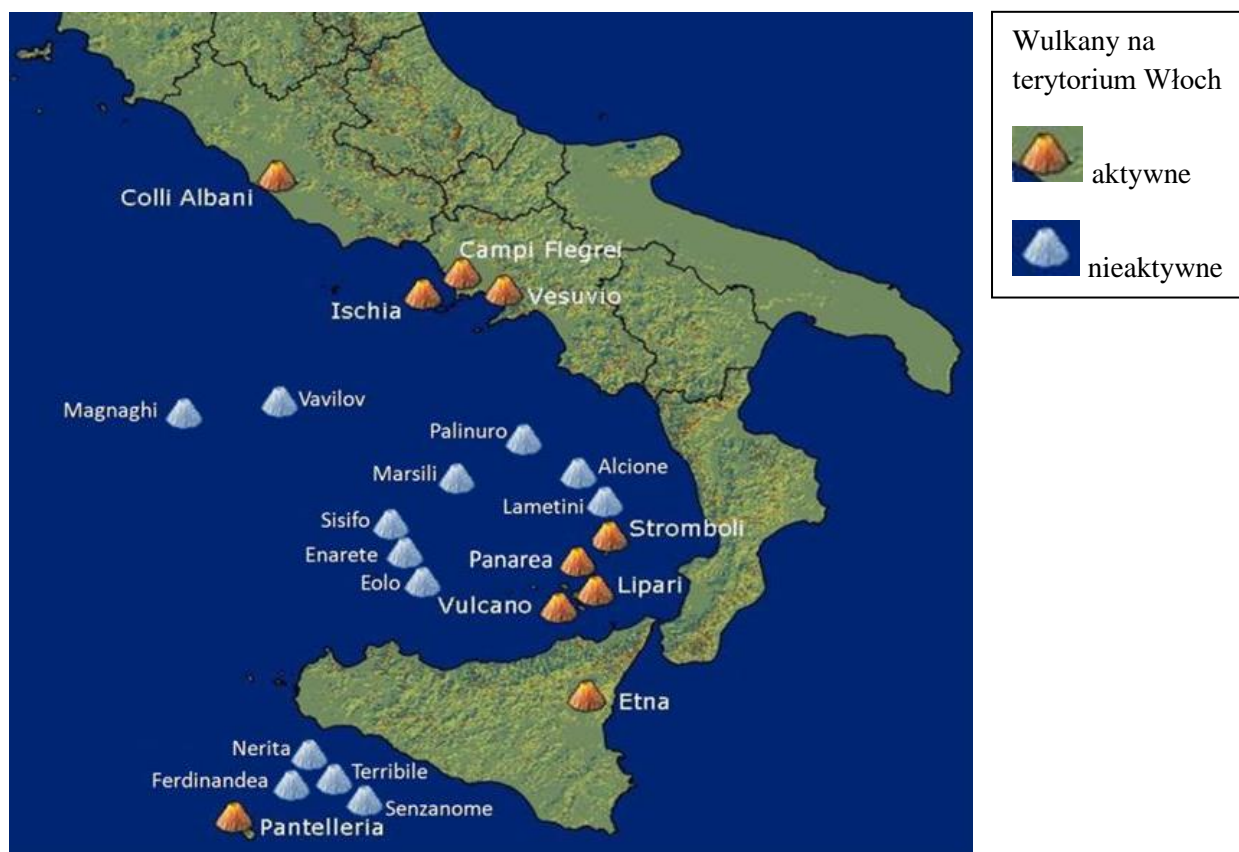 Wulkany na
terytorium Włoch
aktywne
nieaktywne
Colli Albani
Campi Flegrei
Ischia
Vesuvio
Magnaghi
Vavilov
Palinuro
Marsili
Alcione
Lametini
Sisifo
Stromboli
Enarete
Panarea
Eolo
Lipari
Vulcano
Etna
Nerita
Ferdinandea
Terribile
Senzanome
Pantelleria